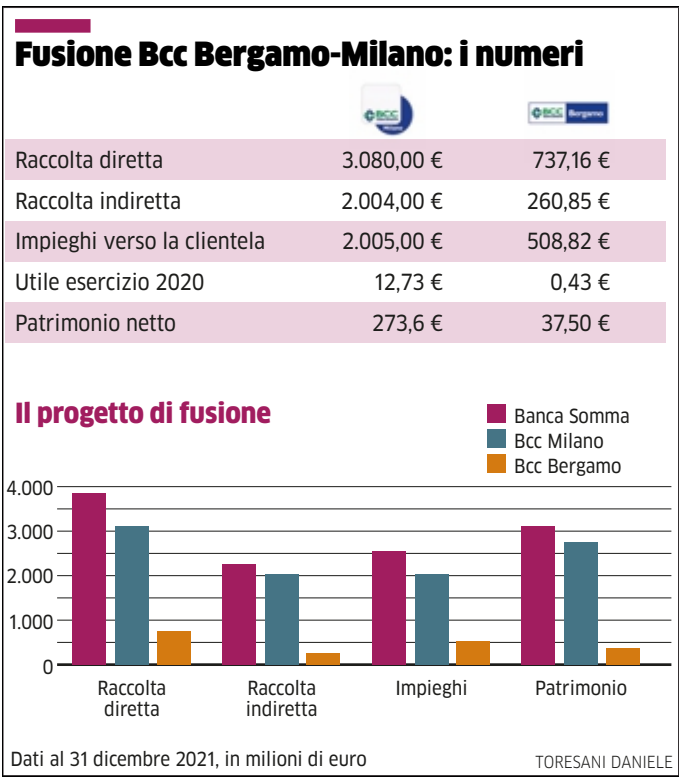 Fusione Bcc Bergamo-Milano: i numeri
BCC Milano
BCC Bergamo
Raccolta diretta 3.080,00 € 737,16 €
Raccolta indiretta 2.004,00 € 260,85 €
Impieghi verso la clientela 2.005,00 € 508,82 €
Utile esercizio 2020 12,73 € 0,43 €
Patrimonio netto 273,6 € 37,50 €
Il progetto di fusione
Banca Somma
Bcc Milano
Bcc Bergamo
4.000
3.000
2.000
1.000
0
Raccolta
diretta
Raccolta
indiretta
Impieghi
Patrimonio
Dati al 31 dicembre 2021, in milioni di euro
TORESANI DANIELE